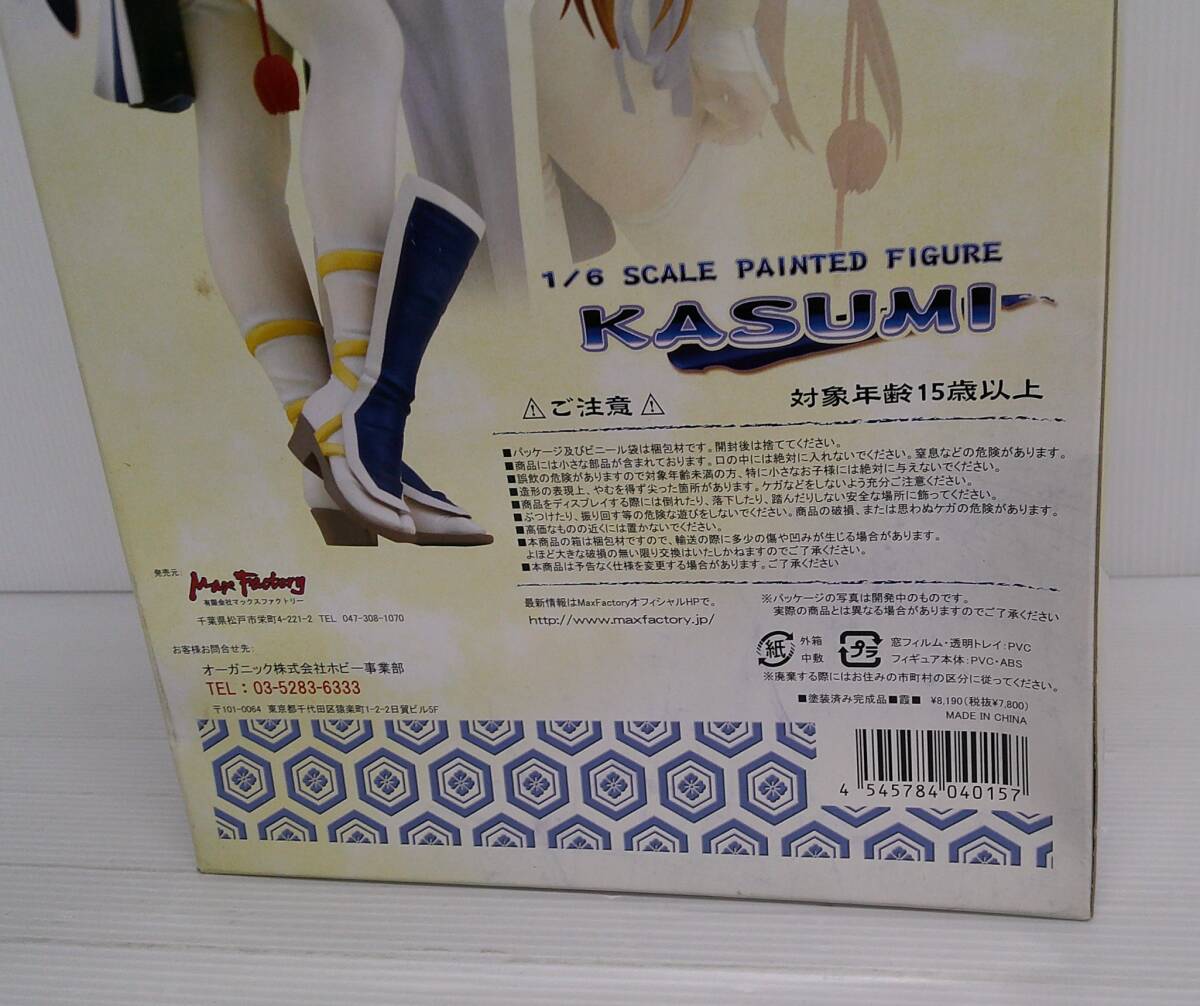 1/6 SCALE PAINTED FIGURE
KASUMI
⚠ご注意⚠
対象年齢15歳以上
■パッケージ及びビニール袋は梱包材です。開封後は捨ててください。
■商品には小さな部品が含まれております。口の中には絶対に入れないでください。窒息などの危険があります。
■誤飲の危険がありますので対象年齢未満の方、特に小さなお子様には絶対に与えないでください。
■造形の表現上、やむを得ず尖った箇所があります。ケガなどをしないよう充分ご注意ください。
■商品をディスプレイする際には倒れたり、落下したり、踏んだりしない安全な場所に飾ってください。
■ぶつけたり、振り回す等の危険な遊びをしないでください。商品の破損、または思わぬケガの危険があります。
■高価なものの近くには置かないでください。
■本商品の箱は梱包材ですので、輸送の際に多少の傷や凹みが生じる場合があります。
よほど大きな破損の無い限り交換はいたしかねますのでご了承ください。
■本商品は予告なく仕様を変更する場合があります。ご了承ください
発売元:
Max Factory
有限会社マックスファクトリー
千葉県松戸市栄町4-221-2 TEL 047-308-1070
お客様お問合せ先:
オーガニック株式会社ホビー事業部
TEL:03-5283-6333
〒101-0064 東京都千代田区猿楽町1-2-2日貿ビル5F
最新情報はMaxFactoryオフィシャルHPで。
http://www.maxfactory.jp/
※パッケージの写真は開発中のものです。
実際の商品とは異なる場合がありますのでご了承ください
紙
外箱
中敷
プラ
窓フィルム・透明トレイ:PVC
フィギュア本体:PVC・ABS
※廃棄する際にはお住みの市町村の区分に従ってください。
■塗装済み完成品■霞■ ¥8,190(税抜¥7,800)
MADE IN CHINA
4 545784 040157